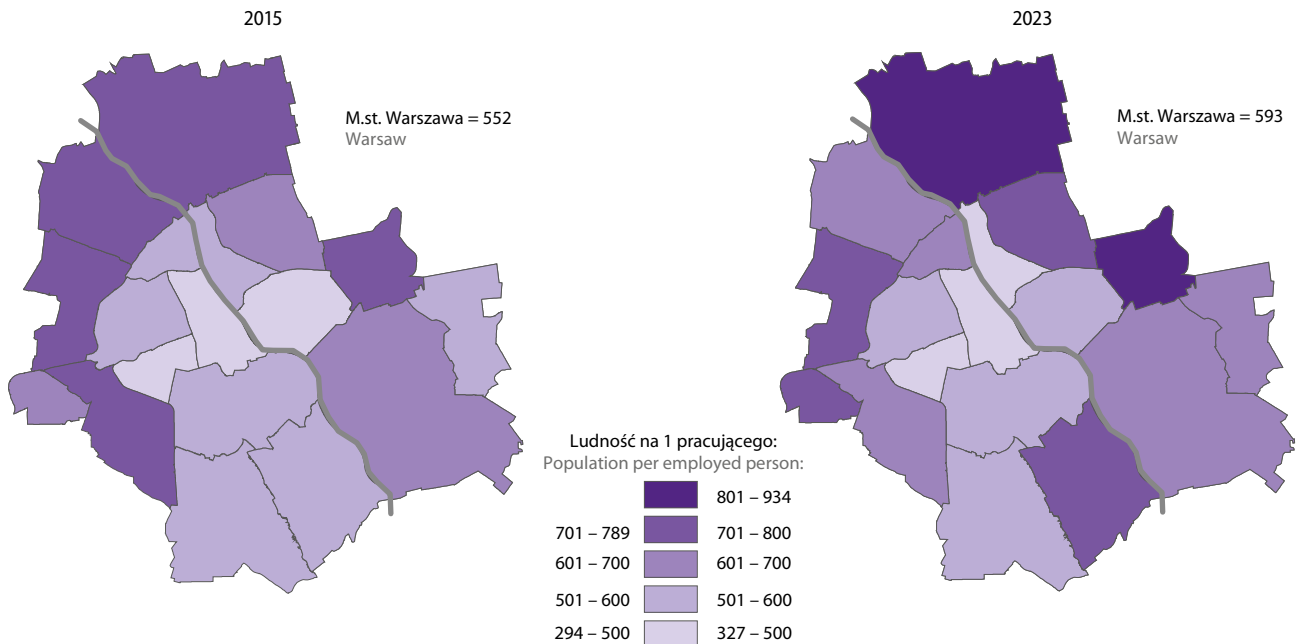 2015
2023
M.st. Warszawa = 552
Warsaw
M.st. Warszawa = 593
Warsaw
Ludność na 1 pracującego:
Population per employed person:
801 – 934
701 – 789 701 – 800
601 – 700 601 – 700
501 – 600 501 – 600
294 – 500 327 – 500